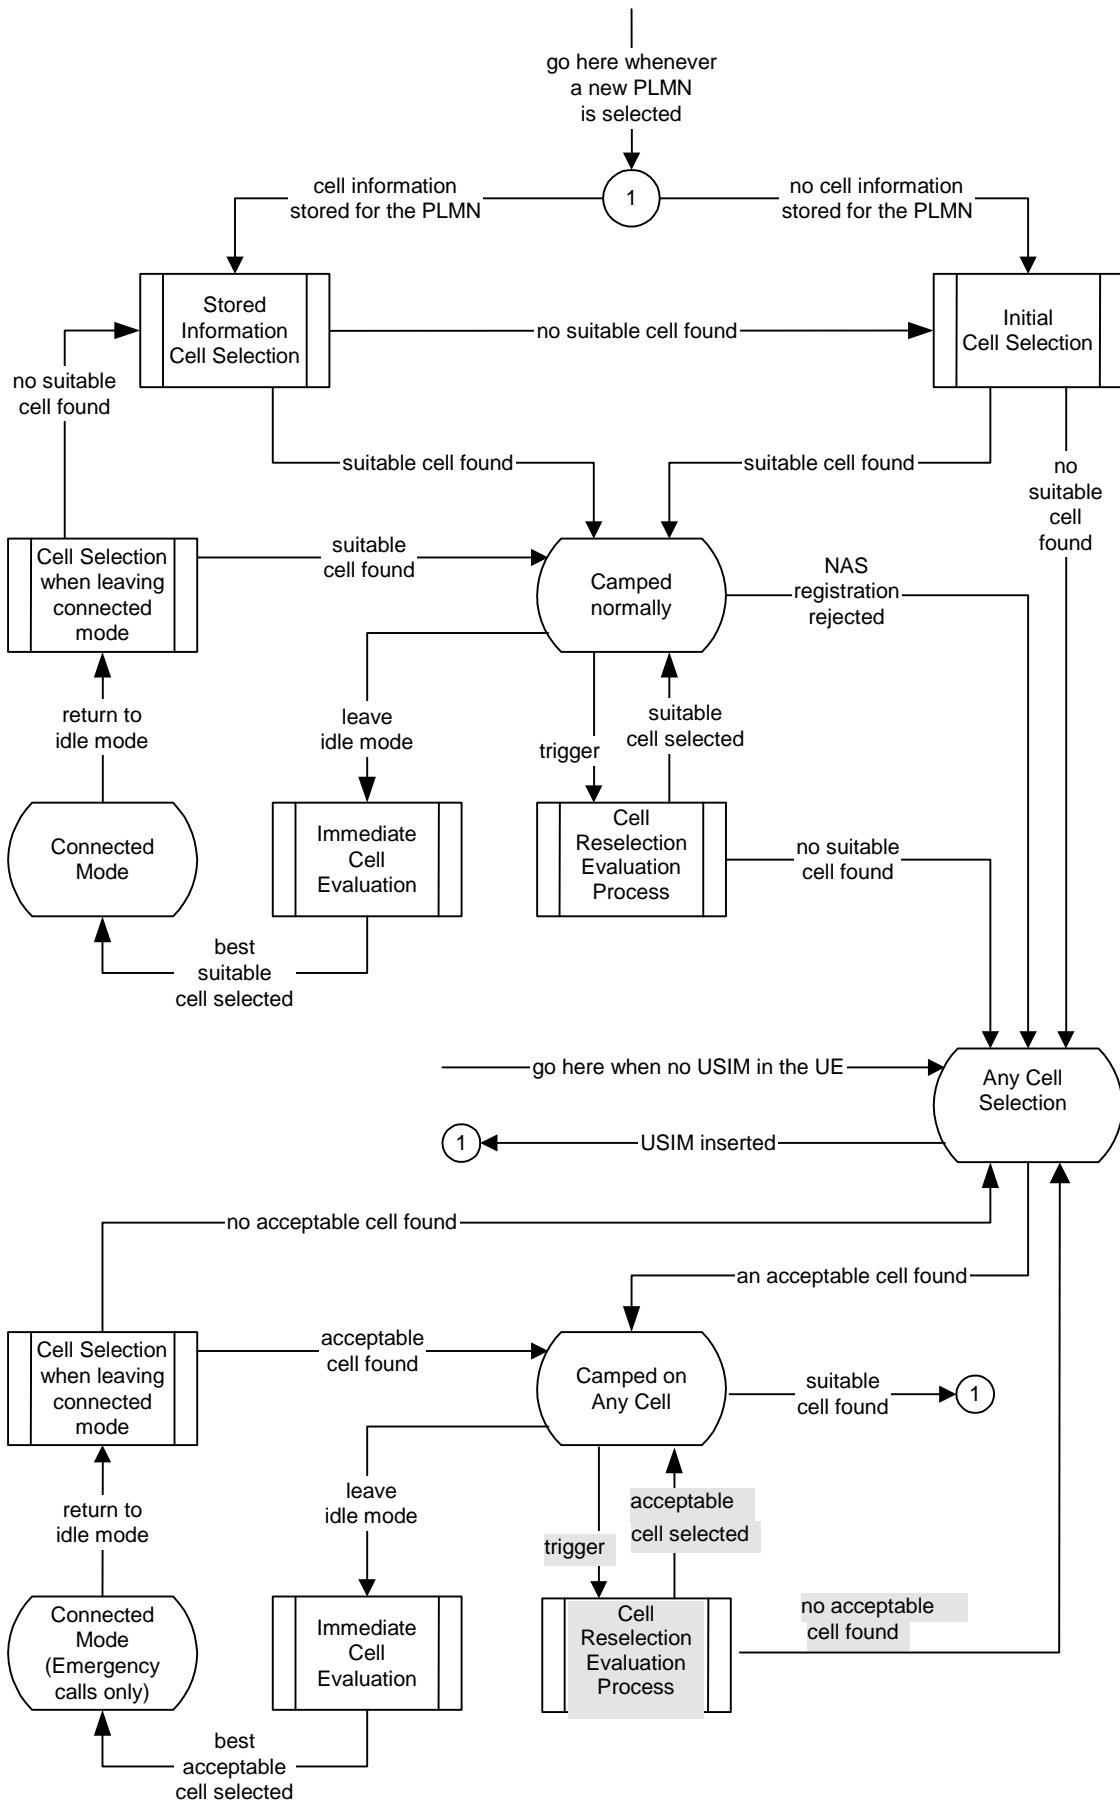 go here whenever
a new PLMN
is selected
1
cell information
stored for the PLMN
no cell information
stored for the PLMN
Stored
Information
Cell Selection
no suitable cell found
Initial
Cell Selection
no suitable
cell found
suitable cell found
suitable cell found
no
suitable
cell
found
Cell Selection
when leaving
connected
mode
suitable
cell found
Camped
normally
NAS
registration
rejected
return to
idle mode
leave
idle mode
trigger
suitable
cell selected
Connected
Mode
Immediate
Cell
Evaluation
Cell
Reselection
Evaluation
Process
no suitable
cell found
best
suitable
cell selected
go here when no USIM in the UE
Any Cell
Selection
1
USIM inserted
no acceptable cell found
an acceptable cell found
Cell Selection
when leaving
connected
mode
acceptable
cell found
Camped on
Any Cell
suitable
cell found
1
return to
idle mode
leave
idle mode
trigger
acceptable
cell selected
Connected
Mode
(Emergency
calls only)
Immediate
Cell
Evaluation
Cell
Reselection
Evaluation
Process
no acceptable
cell found
best
acceptable
cell selected